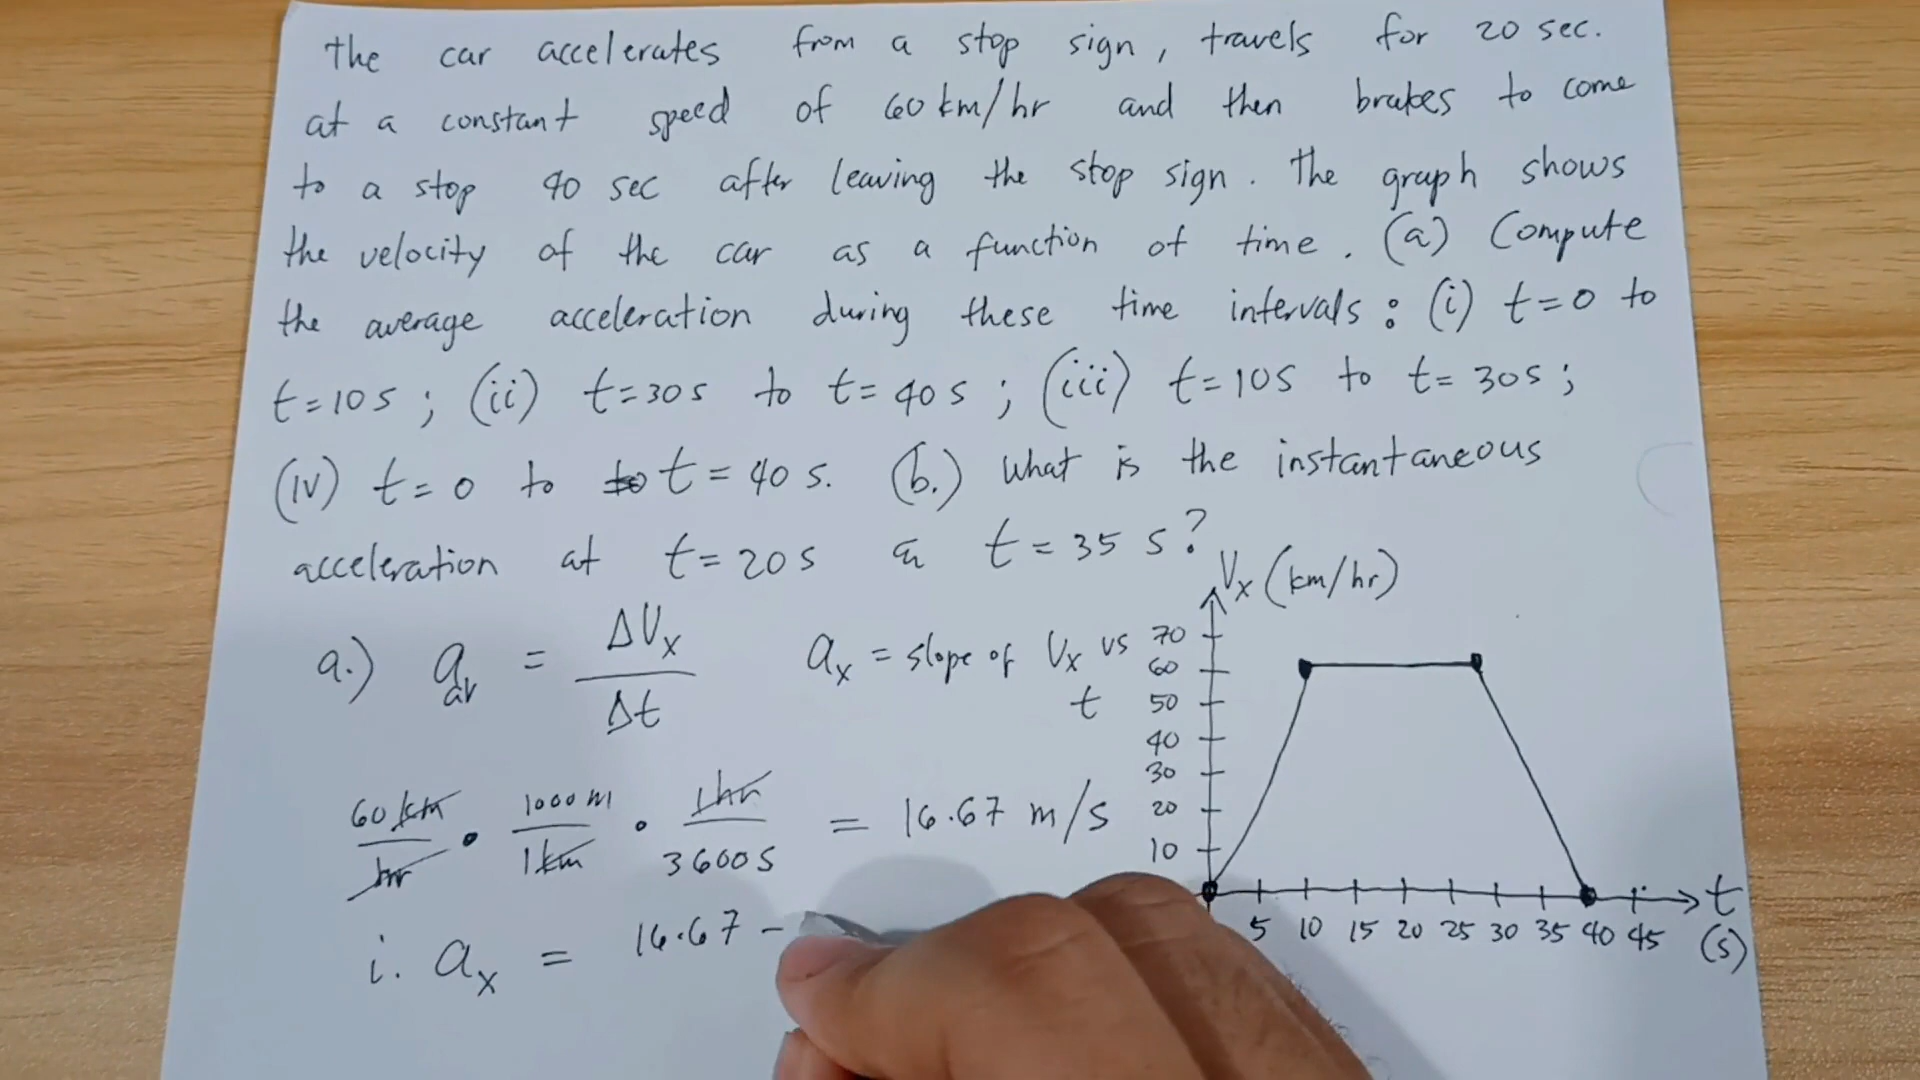 the car accelerates from a stop sign, travels for 20 sec.
at a constant speed of 60 km/hr and then brakes to come
to a stop 40 sec after leaving the stop sign. The graph shows
the velocity of the car as a function of time. (a) Compute
the average acceleration during these time intervals: (i) t=0 to
t=10s; (ii) t=30s to t=40s; (iii) t=10s to t=30s;
(iv) t=0 to to t=40s. (b.) What is the instantaneous
acceleration at t=20s & t=35s?
Vx (km/hr)
a.) a av = ΔVx / Δt
ax = slope of Vx vs t
70
60
50
40
30
20
10
60 km/hr • 1000 m/1 km • 1 hr/3600 s = 16.67 m/s
5 10 15 20 25 30 35 40 45
t (s)
i. ax = 16.67 -